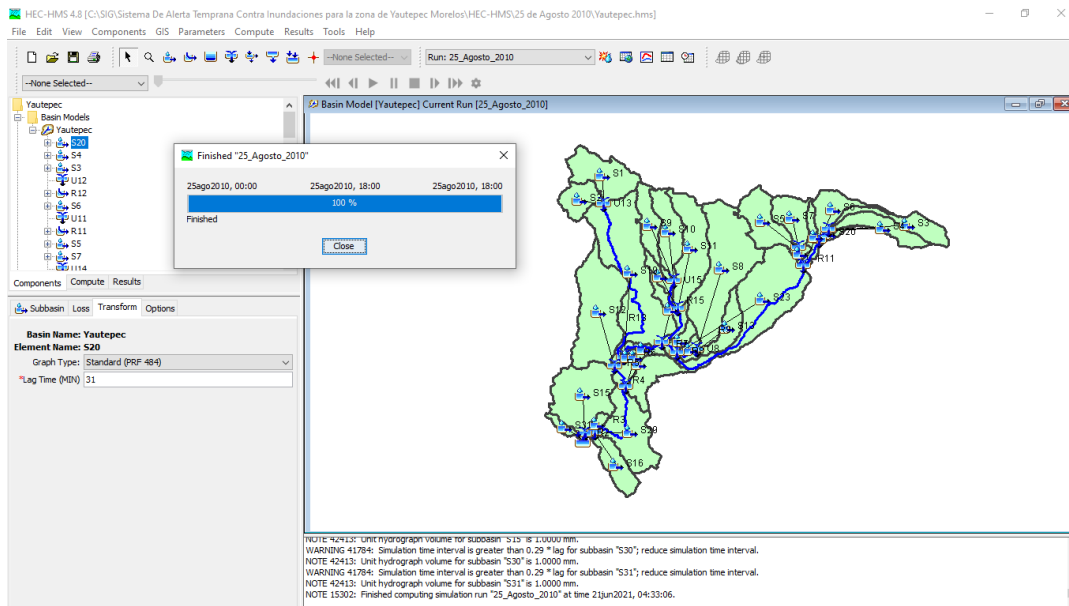 HEC-HMS 4.8 [C:\SIG\Sistema De Alerta Temprana Contra Inundaciones para la zona de Yautepec Morelos\HEC-HMS\25 de Agosto 2010\Yautepec.hms]
File Edit View Components GIS Parameters Compute Results Tools Help
--None Selected-- Run: 25_Agosto_2010
--None Selected--
Yautepec
Basin Models
Yautepec
S20
S4
S3
U12
R12
S6
U11
R11
S5
S7
U14
Components Compute Results
Subbasin Loss Transform Options
Basin Name: Yautepec
Element Name: S20
Graph Type: Standard (PRF 484)
*Lag Time (MIN) 31
Basin Model [Yautepec] Current Run [25_Agosto_2010]
Finished "25_Agosto_2010"
25ago2010, 00:00 25ago2010, 18:00 25ago2010, 18:00
100 %
Finished
Close
S1
U13
S10
S11
S8
S5
S7
S6
S3
S20
R11
U15
R15
S23
S12
S13
U8
R4
S15
R3
S29
S31
S16
NOTE 42413: Unit hydrograph volume for subbasin "S15" is 1.0000 mm.
WARNING 41784: Simulation time interval is greater than 0.29 * lag for subbasin "S30"; reduce simulation time interval.
NOTE 42413: Unit hydrograph volume for subbasin "S30" is 1.0000 mm.
WARNING 41784: Simulation time interval is greater than 0.29 * lag for subbasin "S31"; reduce simulation time interval.
NOTE 42413: Unit hydrograph volume for subbasin "S31" is 1.0000 mm.
NOTE 15302: Finished computing simulation run "25_Agosto_2010" at time 21jun2021, 04:33:06.